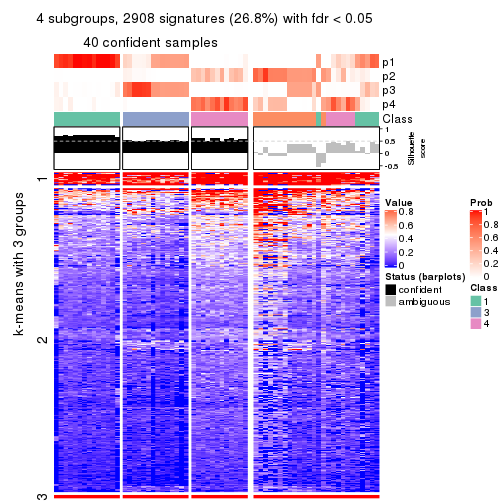 4 subgroups, 2908 signatures (26.8%) with fdr < 0.05
40 confident samples
p1
p2
p3
p4
Class
1
0.5
0
-0.5
Silhouette
score
k-means with 3 groups
1
2
3
Value
0.8
0.6
0.4
0.2
0
Status (barplots)
confident
ambiguous
Prob
1
0.8
0.6
0.4
0.2
0
Class
1
3
4